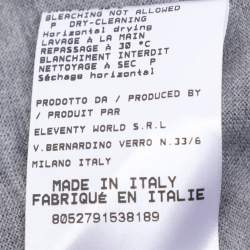 BLEACHING NOT ALLOWED
P DRY-CLEANING
Horizontal drying
LAVAGE À LA MAIN
REPASSAGE À 30 °C
BLANCHIMENT INTERDIT
NETTOYAGE À SEC P
Séchage horizontal
PRODOTTO DA / PRODUCED BY
/ PRODUIT PAR
ELEVENTY WORLD S.R.L
V.BERNARDINO VERRO N.33/6
MILANO ITALY
MADE IN ITALY
FABRIQUÉ EN ITALIE
8052791538189